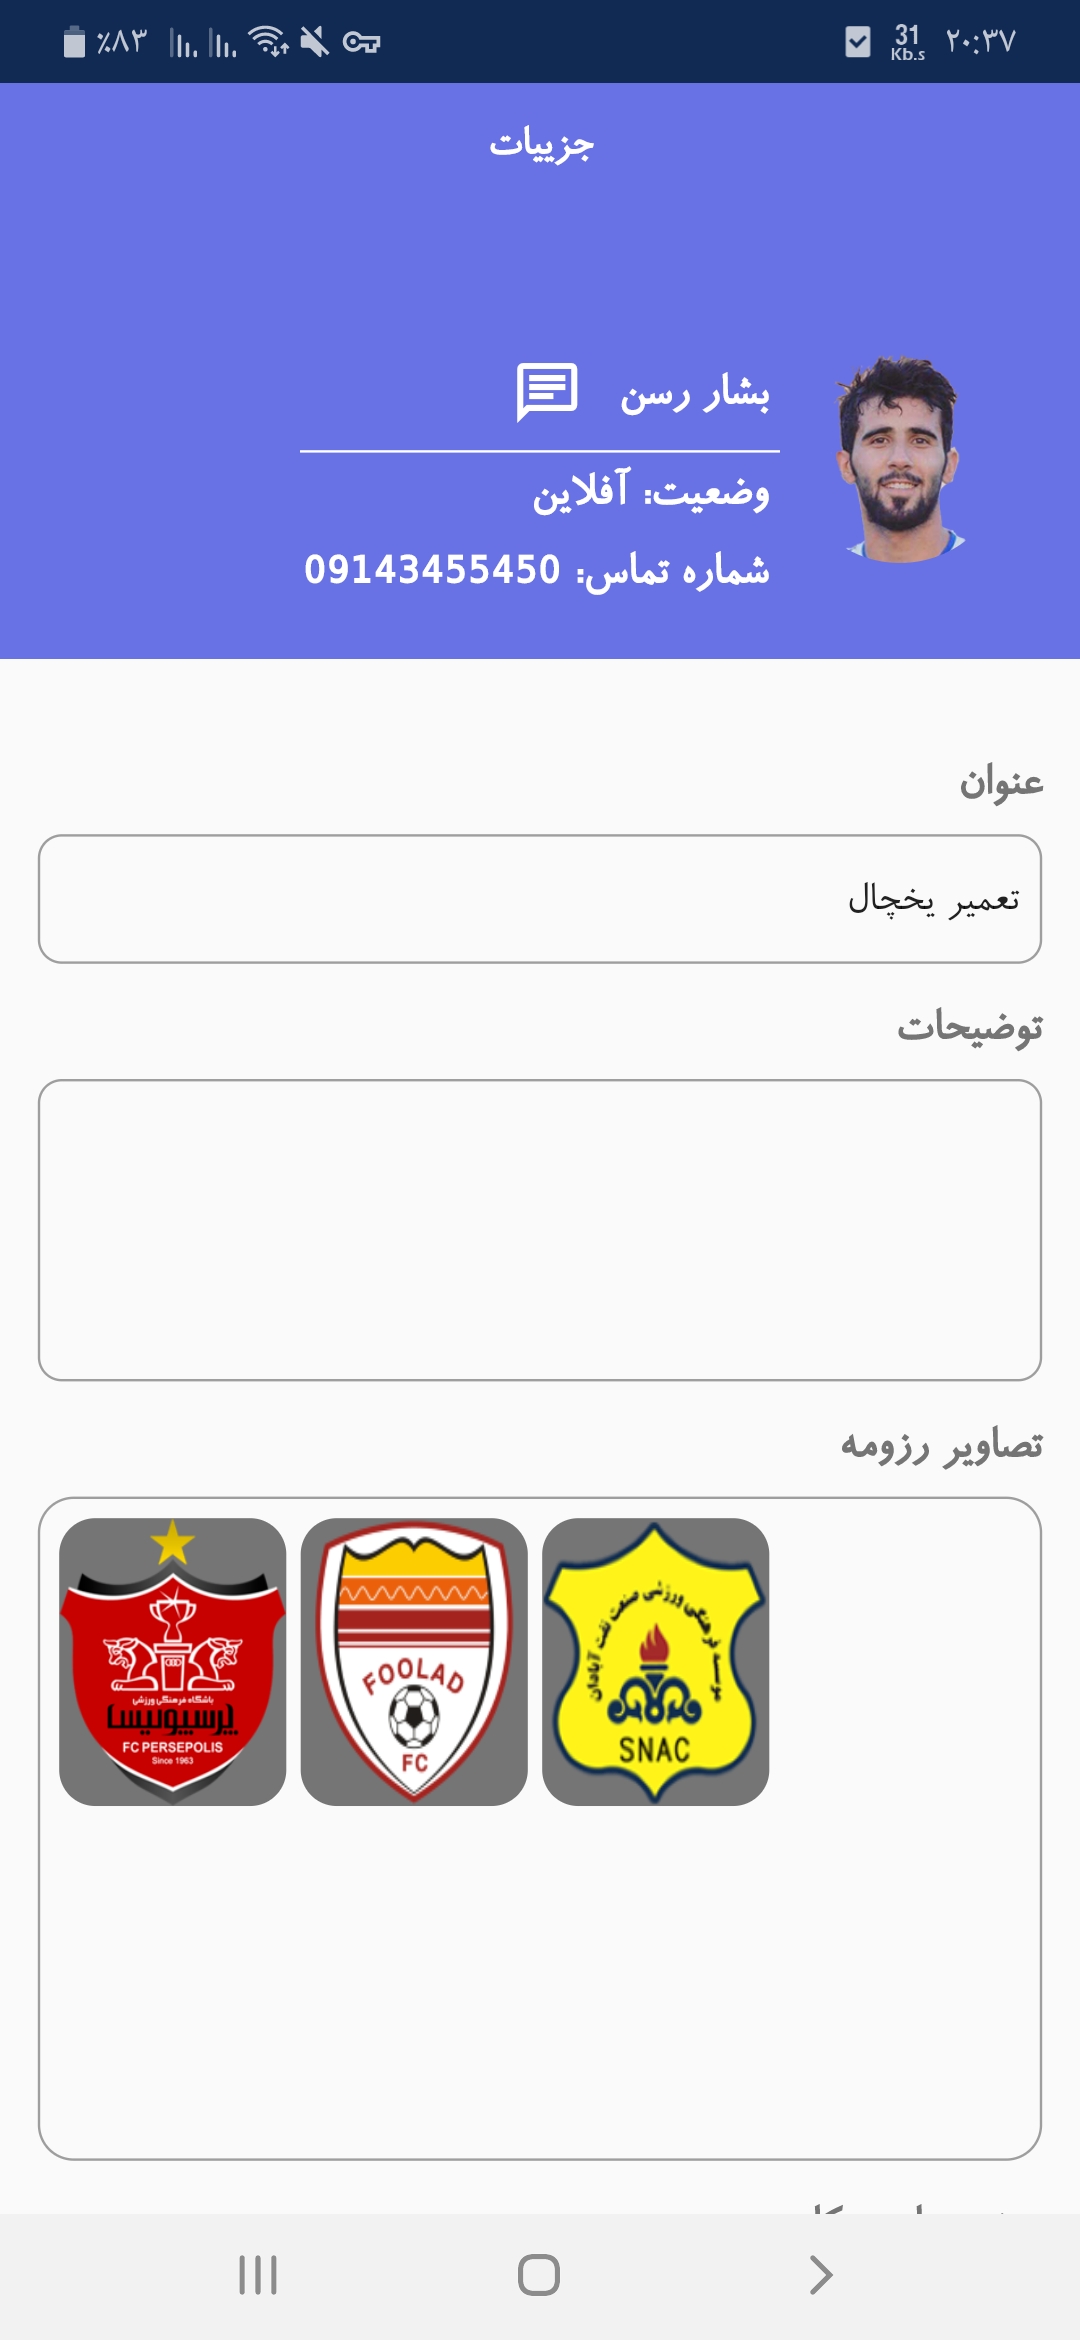 ٪۸۳
31
Kb.s
۲۰:۳۷
جزییات
بشار رسن
وضعیت: آفلاین
شماره تماس: 09143455450
عنوان
تعمیر یخچال
توضیحات
تصاویر رزومه
باشگاه فرهنگی ورزشی
پرسپولیس
FC PERSEPOLIS
Since 1963
FOOLAD
FC
موسسه فرهنگی ورزشی صنعت نفت آبادان
SNAC